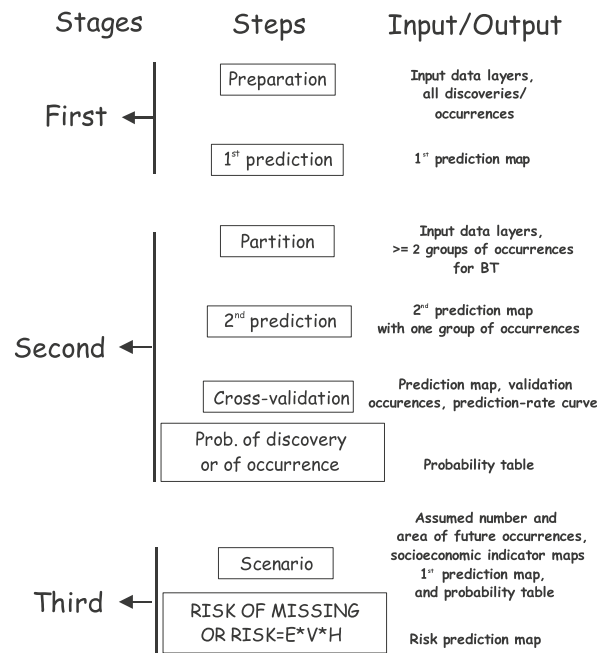 Stages Steps Input/Output
Preparation
Input data layers,
all discoveries/
occurrences
First
1st prediction
1st prediction map
Partition
Input data layers,
>= 2 groups of occurrences
for BT
2nd prediction
2nd prediction map
with one group of occurrences
Second
Cross-validation
Prediction map, validation
occurences, prediction-rate curve
Prob. of discovery
or of occurrence
Probability table
Assumed number and
area of future occurrences,
socioeconomic indicator maps
1st prediction map,
and probability table
Scenario
Third
RISK OF MISSING
OR RISK=E*V*H
Risk prediction map